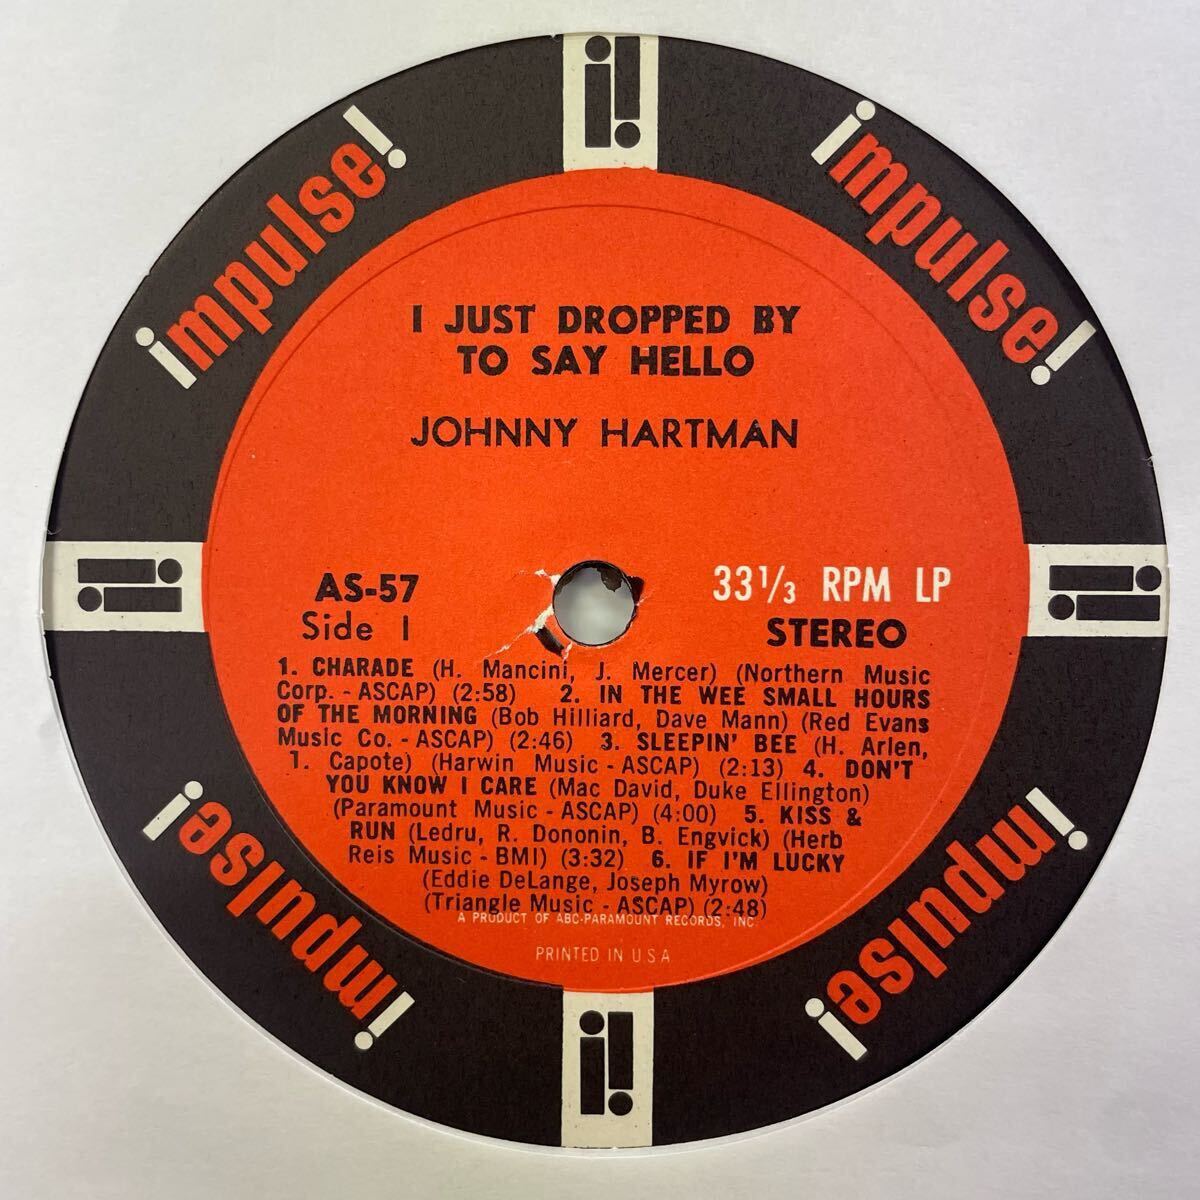 impulse!
impulse!
I JUST DROPPED BY
TO SAY HELLO
JOHNNY HARTMAN
AS-57
Side 1
33 1/3 RPM LP
STEREO
1. CHARADE (H. Mancini, J. Mercer) (Northern Music
Corp. - ASCAP) (2:58) 2. IN THE WEE SMALL HOURS
OF THE MORNING (Bob Hilliard, Dave Mann) (Red Evans
Music Co. - ASCAP) (2:46) 3. SLEEPIN' BEE (H. Arlen,
T. Capote) (Harwin Music - ASCAP) (2:13) 4. DON'T
YOU KNOW I CARE (Mac David, Duke Ellington)
(Paramount Music - ASCAP) (4:00) 5. KISS &
RUN (Ledru, R. Dononin, B. Engvick) (Herb
Reis Music - BMI) (3:32) 6. IF I'M LUCKY
(Eddie DeLange, Joseph Myrow)
(Triangle Music - ASCAP) (2:48)
A PRODUCT OF ABC-PARAMOUNT RECORDS, INC.
PRINTED IN U.S.A.
impulse!
impulse!